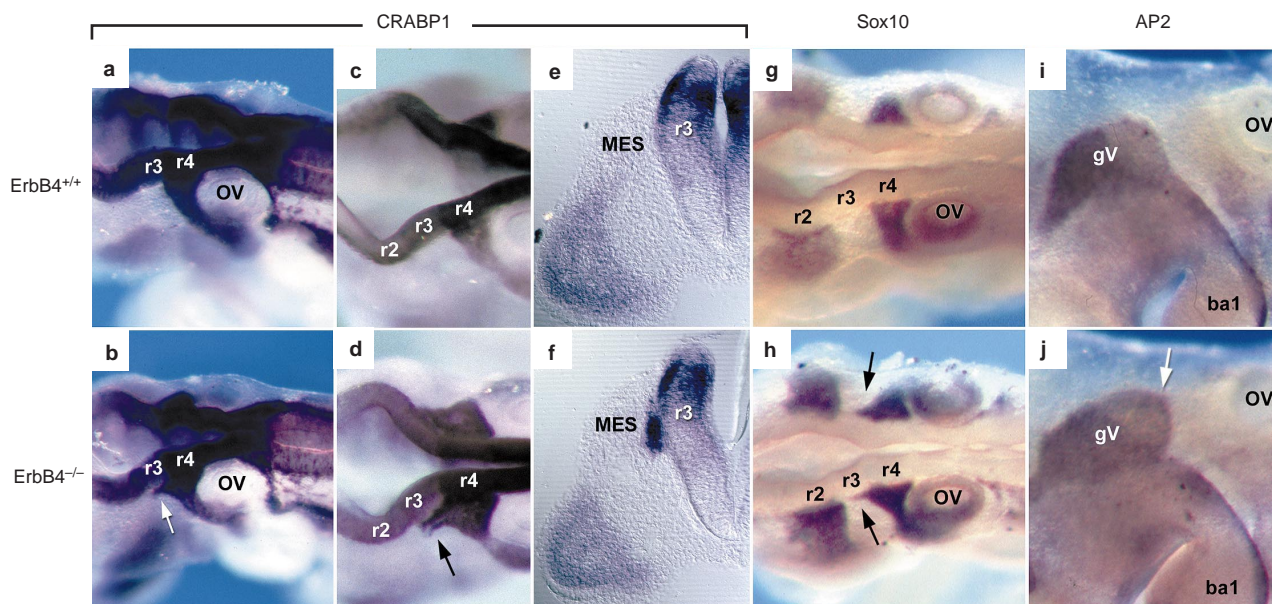 CRABP1 Sox10 AP2
a c e g i
r3 r4 OV
r2 r3 r4
MES r3
r2 r3 r4 OV
gV OV ba1
ErbB4+/+
b d f h j
r3 r4 OV
r2 r3 r4
MES r3
r2 r3 r4 OV
gV OV ba1
ErbB4–/–